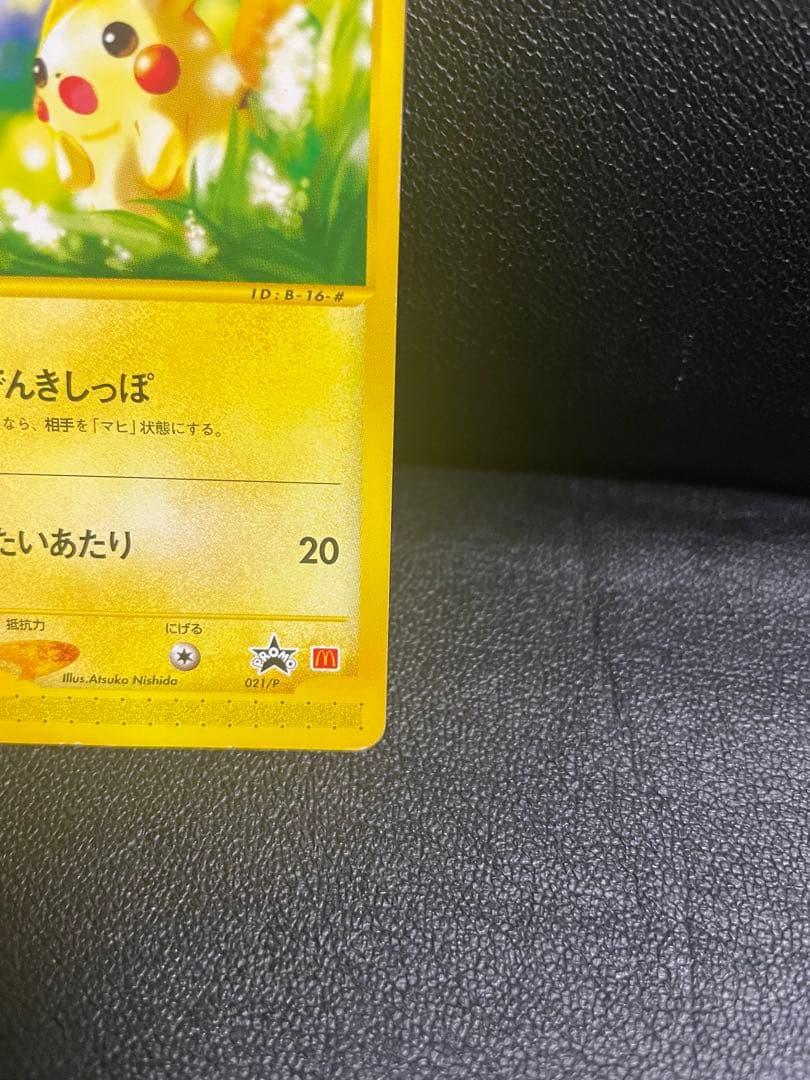 ID:B-16-#
でんきしっぽ
なら、相手を「マヒ」状態にする。
たいあたり 20
抵抗力 にげる
PROMO
Illus.Atsuko Nishida 021/P